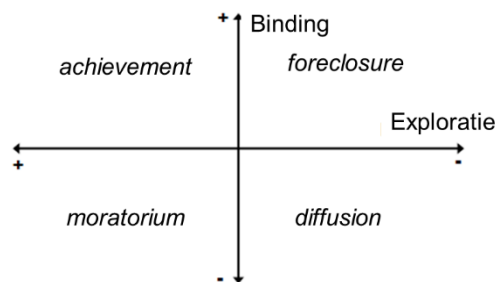 + Binding
achievement foreclosure
Exploratie
+ -
moratorium diffusion
-